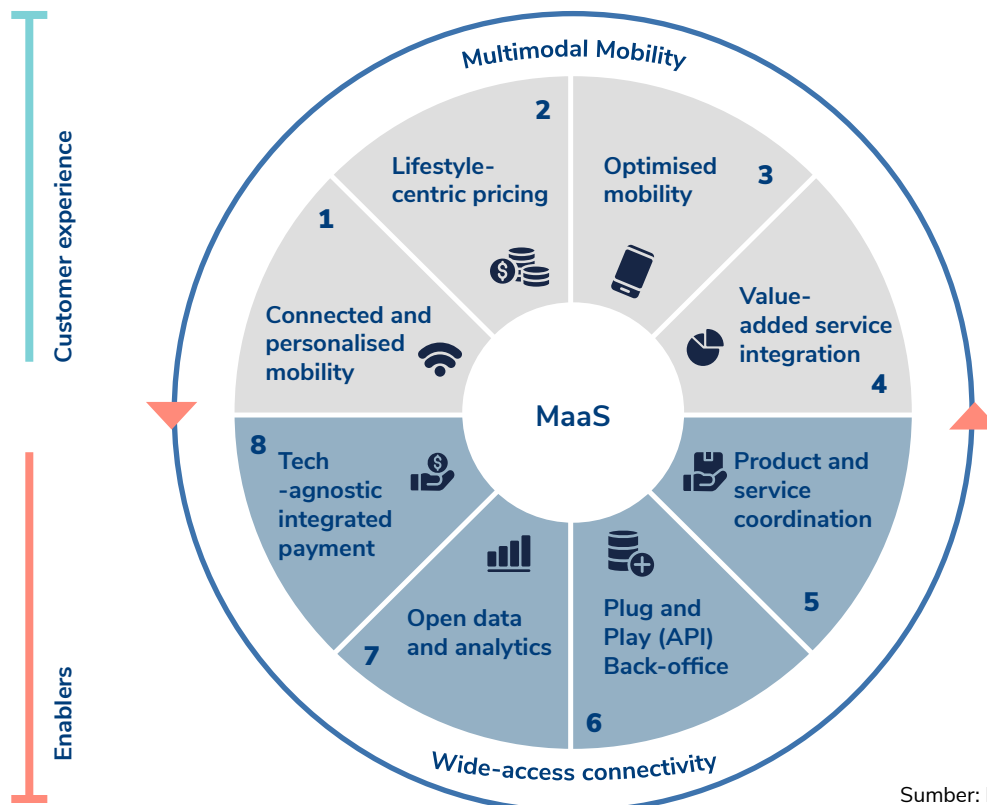 Multimodal Mobility
Customer experience
1
Connected and
personalised
mobility
2
Lifestyle-
centric pricing
Optimised
mobility
3
Value-
added service
integration
4
MaaS
Product and
service
coordination
5
Plug and
Play (API)
Back-office
6
Open data
and analytics
7
8
Tech
-agnostic
integrated
payment
Enablers
Wide-access connectivity
Sumber: